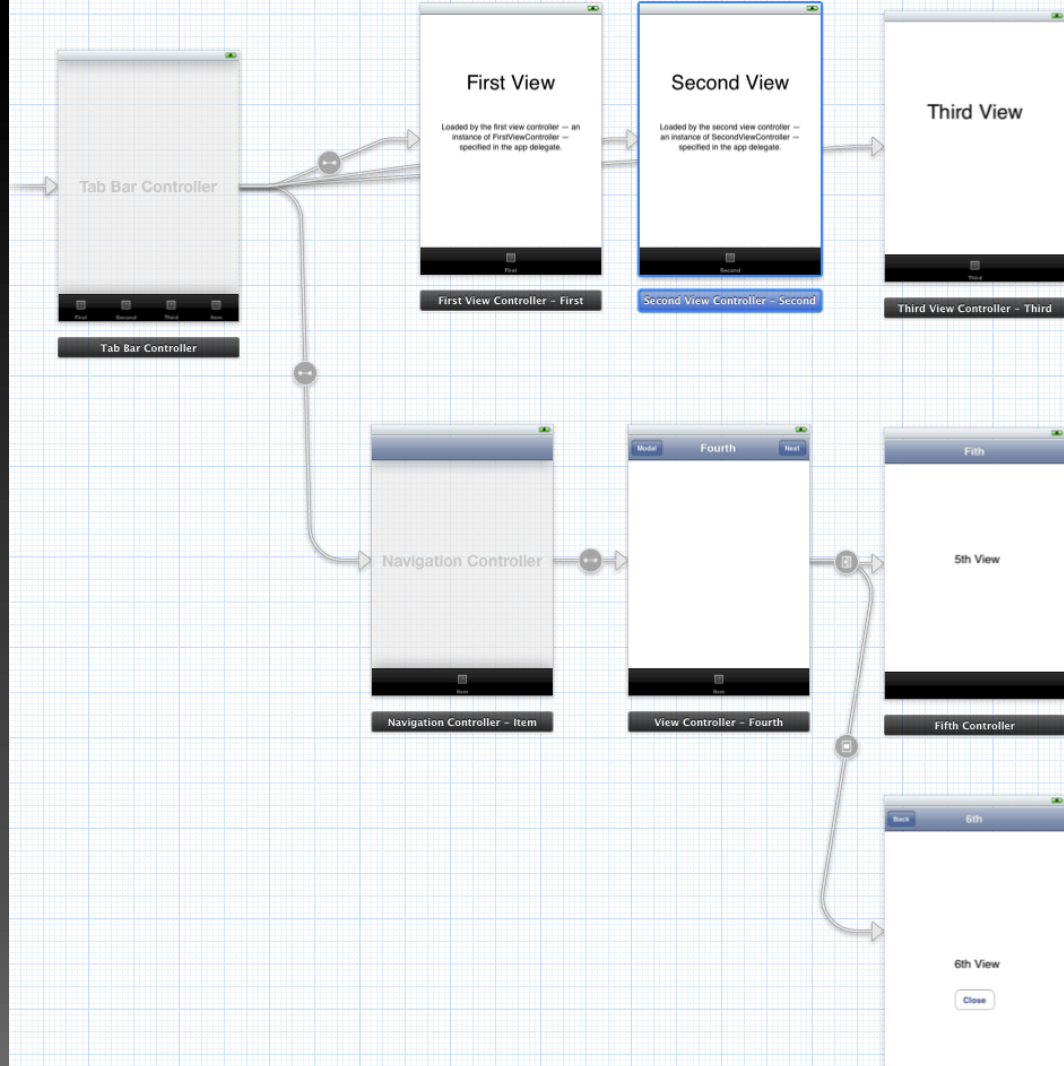 Tab Bar Controller
First
Second
Third
Item
Tab Bar Controller
First View
Loaded by the first view controller — an
instance of FirstViewController —
specified in the app delegate.
First
First View Controller – First
Second View
Loaded by the second view controller —
an instance of SecondViewController —
specified in the app delegate.
Second
Second View Controller – Second
Third View
Third
Third View Controller – Third
Navigation Controller
Item
Navigation Controller – Item
Modal
Fourth
Next
Item
View Controller – Fourth
Fith
5th View
Fifth Controller
Back
6th
6th View
Close